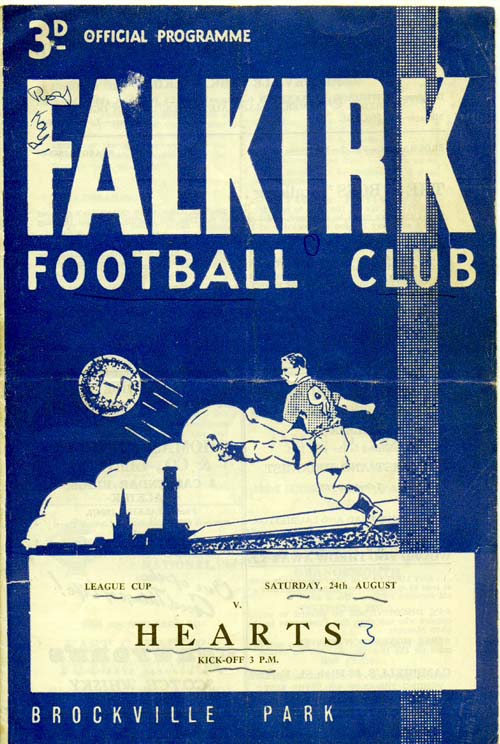 3D OFFICIAL PROGRAMME
FALKIRK
FOOTBALL CLUB
0
LEAGUE CUP SATURDAY, 24th AUGUST
V.
HEARTS 3
KICK-OFF 3 P.M.
BROCKVILLE PARK